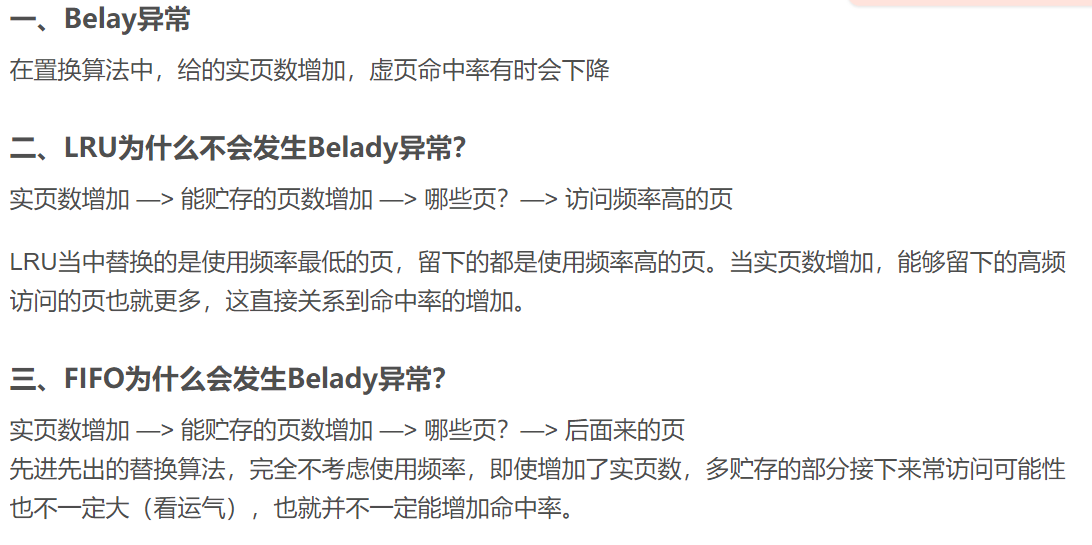 一、Belay异常
在置换算法中，给的实页数增加，虚页命中率有时会下降
二、LRU为什么不会发生Belady异常？
实页数增加 —> 能贮存的页数增加 —> 哪些页？—> 访问频率高的页
LRU当中替换的是使用频率最低的页，留下的都是使用频率高的页。当实页数增加，能够留下的高频
访问的页也就更多，这直接关系到命中率的增加。
三、FIFO为什么会发生Belady异常？
实页数增加 —> 能贮存的页数增加 —> 哪些页？—> 后面来的页
先进先出的替换算法，完全不考虑使用频率，即使增加了实页数，多贮存的部分接下来常访问可能性
也不一定大（看运气），也就并不一定能增加命中率。